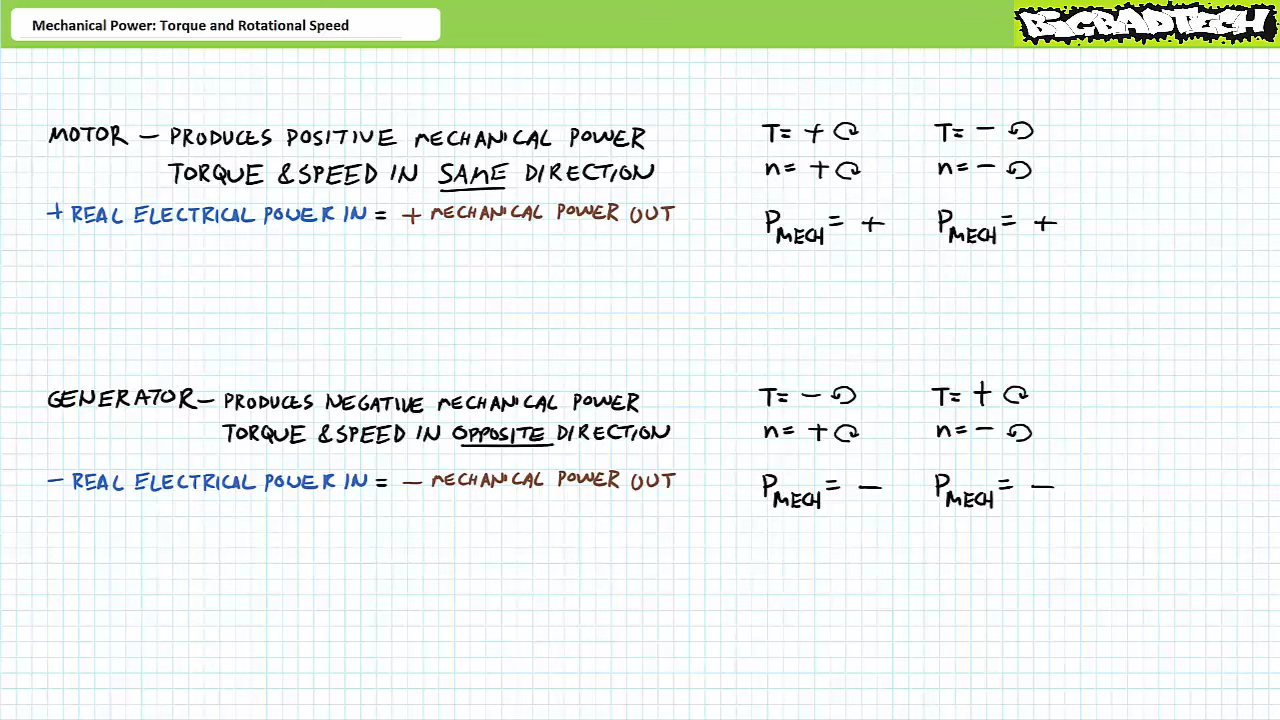 Mechanical Power: Torque and Rotational Speed
BIGBADTECH
MOTOR – PRODUCES POSITIVE MECHANICAL POWER
TORQUE & SPEED IN SAME DIRECTION
+ REAL ELECTRICAL POWER IN = + MECHANICAL POWER OUT
T= + ↻ T= – ↺
n= + ↻ n= – ↺
PMECH = + PMECH = +
GENERATOR – PRODUCES NEGATIVE MECHANICAL POWER
TORQUE & SPEED IN OPPOSITE DIRECTION
– REAL ELECTRICAL POWER IN = – MECHANICAL POWER OUT
T= – ↺ T= + ↻
n= + ↻ n= – ↺
PMECH = – PMECH = –